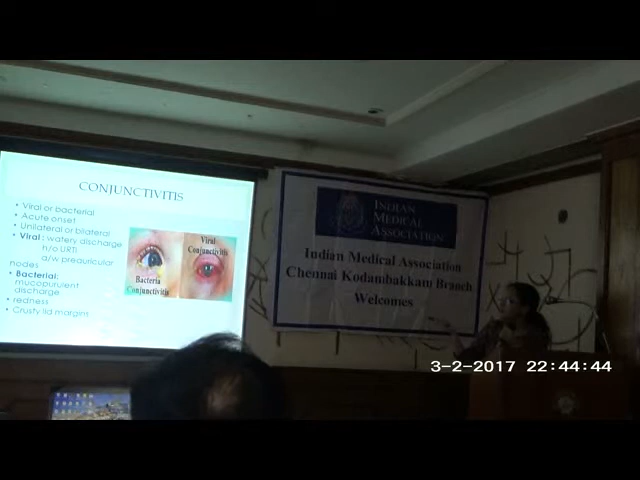 CONJUNCTIVITIS
• Viral or bacterial
• Acute onset
• Unilateral or bilateral
• Viral : watery discharge
h/o URTI
a/w preauricular
nodes
• Bacterial:
mucopurulent
discharge
• redness
• Crusty lid margins
Bacteria
Conjunctivitis
Viral
Conjunctivitis
INDIAN
MEDICAL
ASSOCIATION
Indian Medical Association
Chennai Kodambakkam Branch
Welcomes
3-2-2017 22:44:44